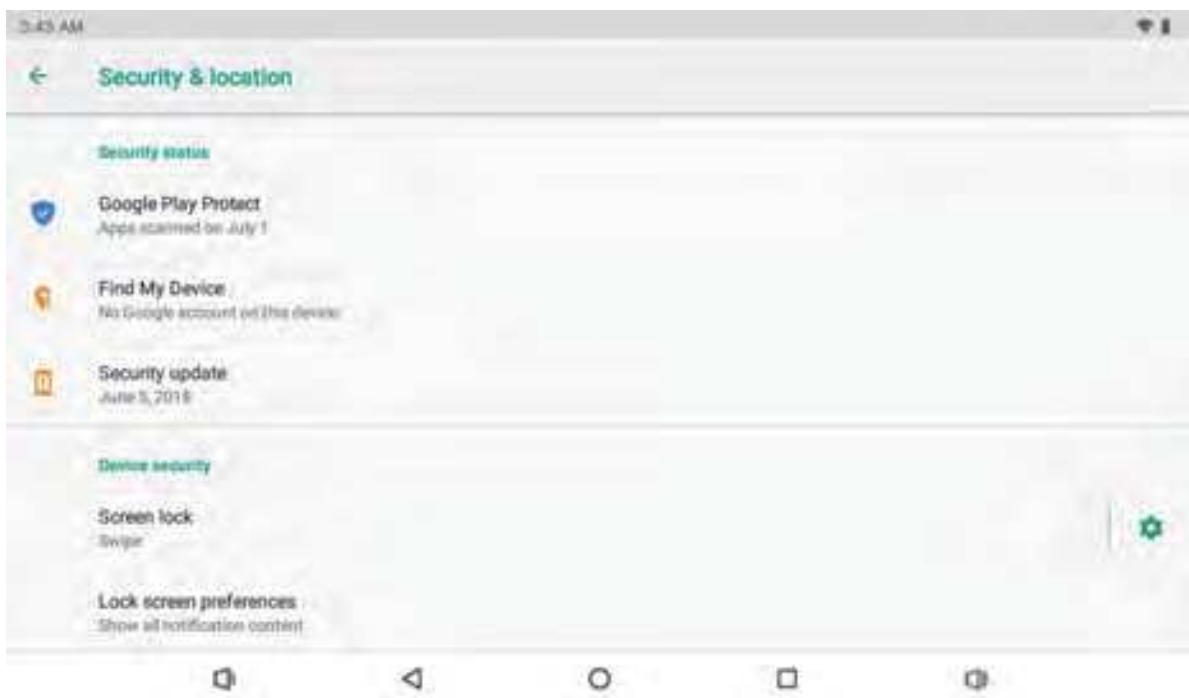 3:43 AM
Security & location
Security status
Google Play Protect
Apps scanned on July 1
Find My Device
No Google account on this device
Security update
June 5, 2018
Device security
Screen lock
Swipe
Lock screen preferences
Show all notification content